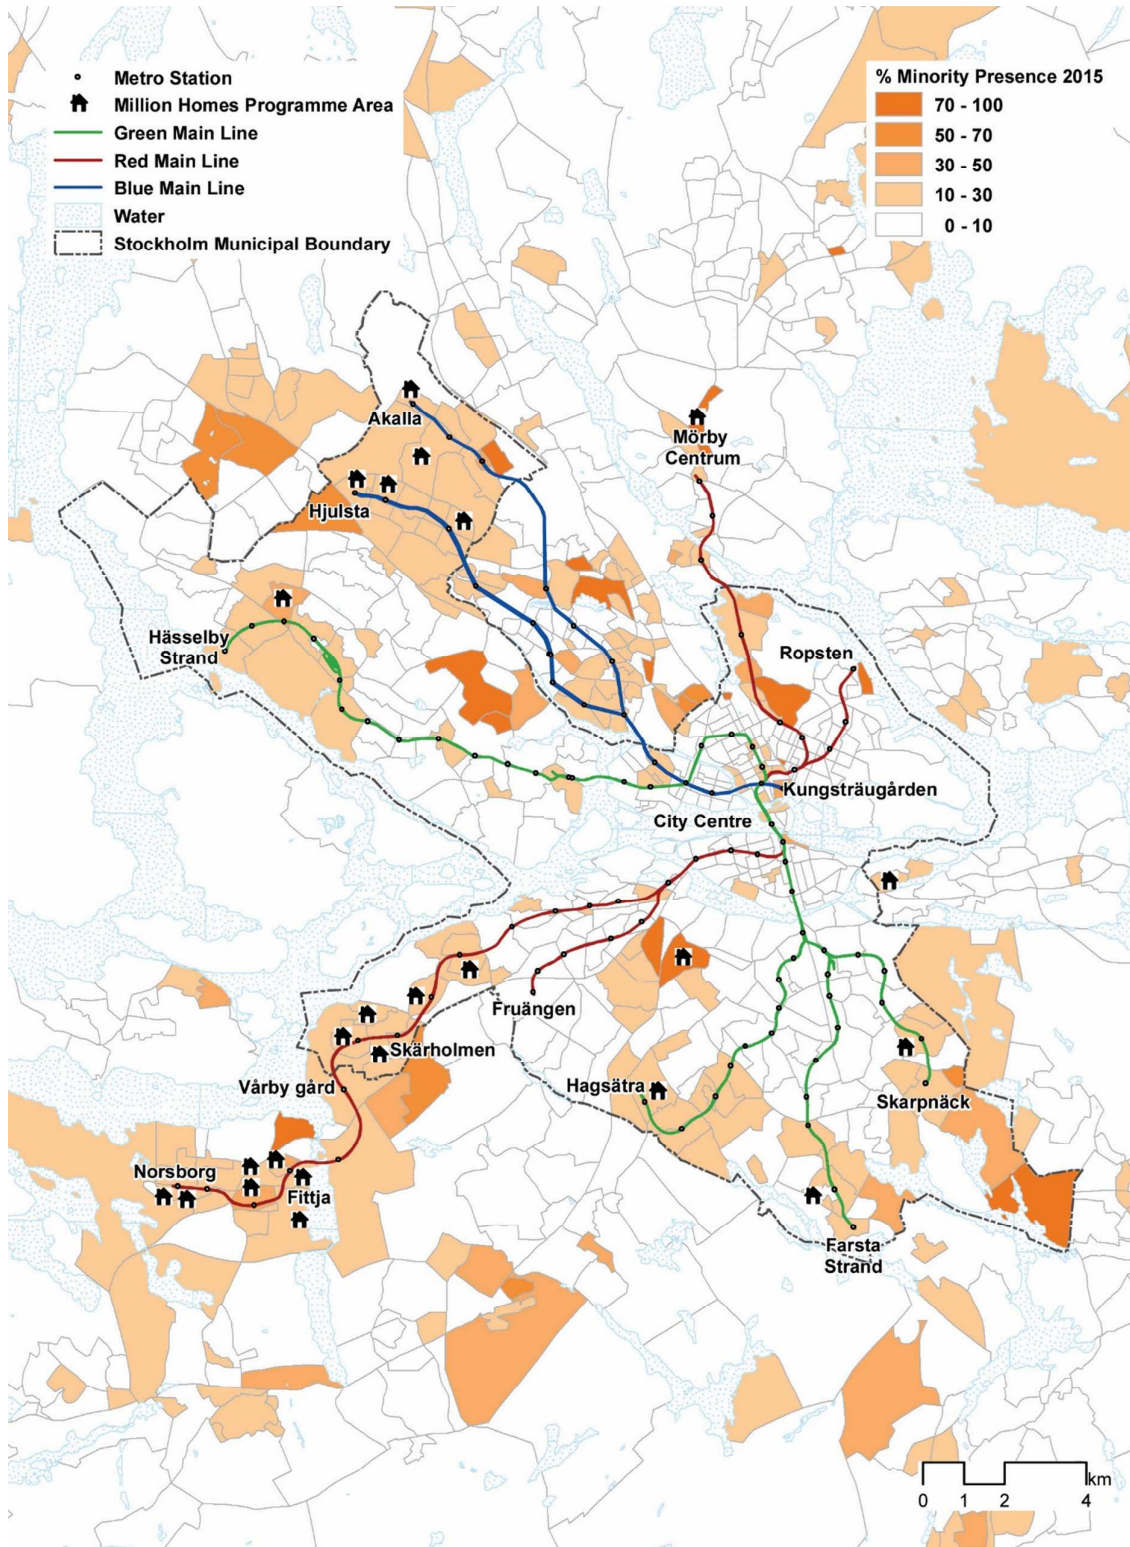 Metro Station
Million Homes Programme Area
Green Main Line
Red Main Line
Blue Main Line
Water
Stockholm Municipal Boundary
% Minority Presence 2015
70 - 100
50 - 70
30 - 50
10 - 30
0 - 10
Akalla
Mörby
Centrum
Hjulsta
Hässelby
Strand
Ropsten
Kungsträugården
City Centre
Fruängen
Skärholmen
Vårby gård
Hagsätra
Skarpnäck
Norsborg
Fittja
Farsta
Strand
km
0 1 2 4